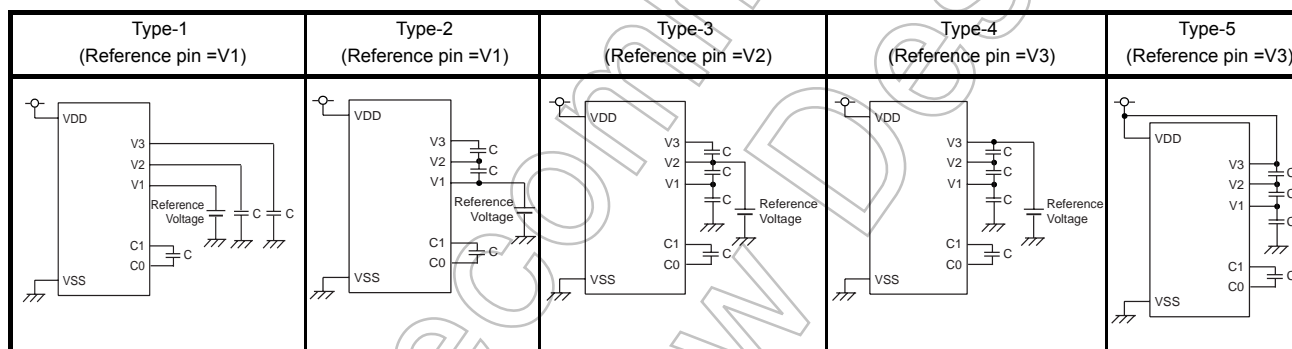 Type-1
(Reference pin =V1)
Type-2
(Reference pin =V1)
Type-3
(Reference pin =V2)
Type-4
(Reference pin =V3)
Type-5
(Reference pin =V3)
VDD
V3
V2
V1
Reference
Voltage
C
C
C1
C0
C
VSS
VDD
V3
C
V2
C
V1
Reference
Voltage
C1
C0
C
VSS
VDD
V3
C
V2
C
V1
C
Reference
Voltage
C1
C0
C
VSS
VDD
V3
C
V2
C
V1
C
Reference
Voltage
C1
C0
C
VSS
VDD
V3
C
V2
C
V1
C
C1
C0
C
VSS